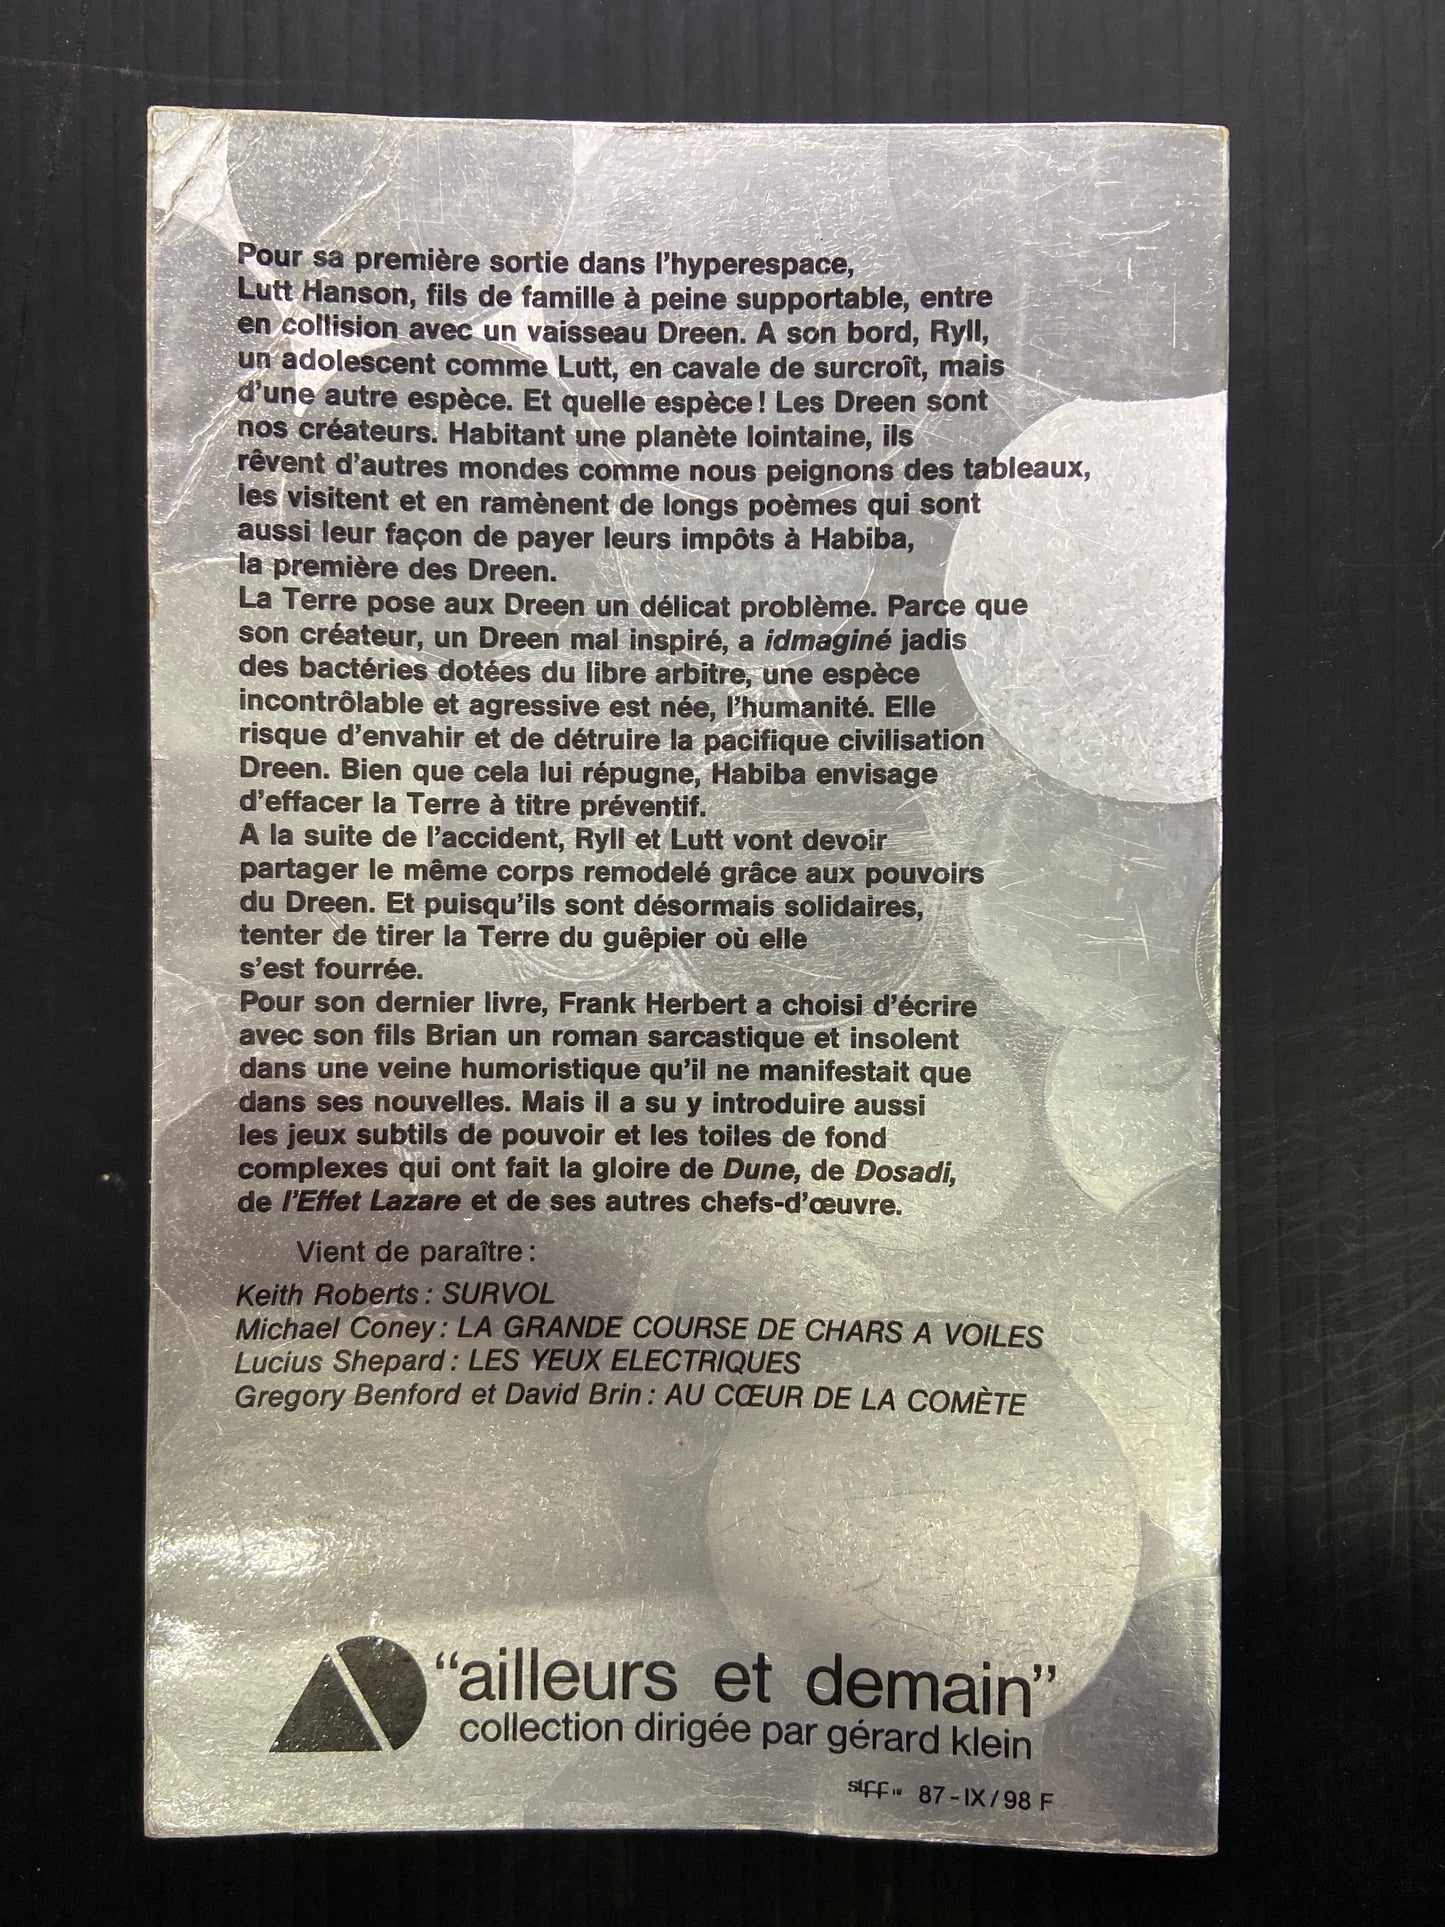 Pour sa première sortie dans l'hyperespace,
Lutt Hanson, fils de famille à peine supportable, entre
en collision avec un vaisseau Dreen. A son bord, Ryll,
un adolescent comme Lutt, en cavale de surcroît, mais
d'une autre espèce. Et quelle espèce! Les Dreen sont
nos créateurs. Habitant une planète lointaine, ils
rêvent d'autres mondes comme nous peignons des tableaux,
les visitent et en ramènent de longs poèmes qui sont
aussi leur façon de payer leurs impôts à Habiba,
la première des Dreen.
La Terre pose aux Dreen un délicat problème. Parce que
son créateur, un Dreen mal inspiré, a idmaginé jadis
des bactéries dotées du libre arbitre, une espèce
incontrôlable et agressive est née, l'humanité. Elle
risque d'envahir et de détruire la pacifique civilisation
Dreen. Bien que cela lui répugne, Habiba envisage
d'effacer la Terre à titre préventif.
A la suite de l'accident, Ryll et Lutt vont devoir
partager le même corps remodelé grâce aux pouvoirs
du Dreen. Et puisqu'ils sont désormais solidaires,
tenter de tirer la Terre du guêpier où elle
s'est fourrée.
Pour son dernier livre, Frank Herbert a choisi d'écrire
avec son fils Brian un roman sarcastique et insolent
dans une veine humoristique qu'il ne manifestait que
dans ses nouvelles. Mais il a su y introduire aussi
les jeux subtils de pouvoir et les toiles de fond
complexes qui ont fait la gloire de Dune, de Dosadi,
de l'Effet Lazare et de ses autres chefs-d'œuvre.
Vient de paraître :
Keith Roberts : SURVOL
Michael Coney : LA GRANDE COURSE DE CHARS A VOILES
Lucius Shepard : LES YEUX ELECTRIQUES
Gregory Benford et David Brin : AU CŒUR DE LA COMÈTE
"ailleurs et demain"
collection dirigée par gérard klein
87-IX/98 F